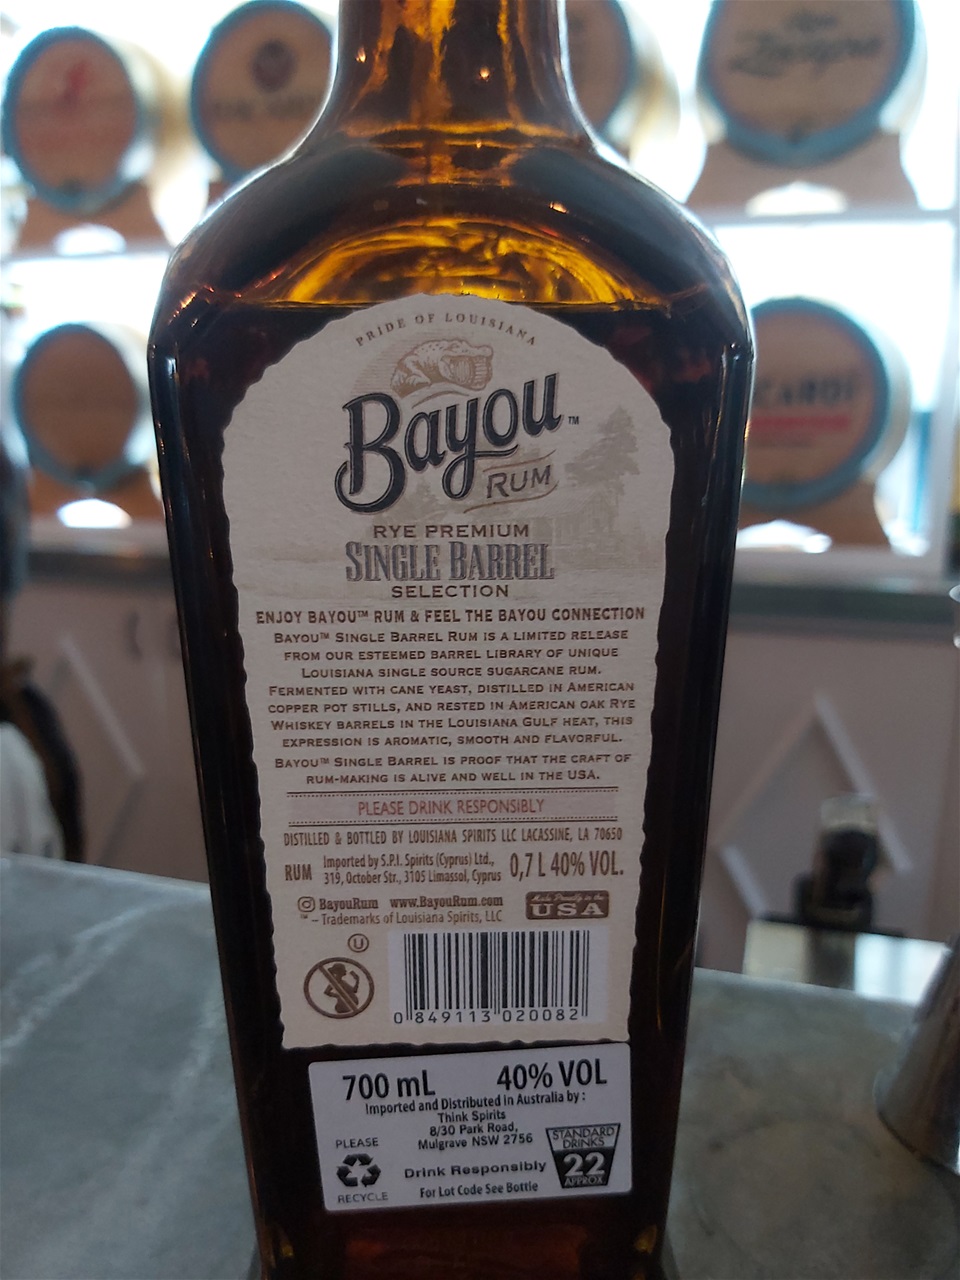 PRIDE OF LOUISIANA
Bayou™
RUM
RYE PREMIUM
SINGLE BARREL
SELECTION
ENJOY BAYOU™ RUM & FEEL THE BAYOU CONNECTION
BAYOU™ SINGLE BARREL RUM IS A LIMITED RELEASE
FROM OUR ESTEEMED BARREL LIBRARY OF UNIQUE
LOUISIANA SINGLE SOURCE SUGARCANE RUM.
FERMENTED WITH CANE YEAST, DISTILLED IN AMERICAN
COPPER POT STILLS, AND RESTED IN AMERICAN OAK RYE
WHISKEY BARRELS IN THE LOUISIANA GULF HEAT, THIS
EXPRESSION IS AROMATIC, SMOOTH AND FLAVORFUL.
BAYOU™ SINGLE BARREL IS PROOF THAT THE CRAFT OF
RUM-MAKING IS ALIVE AND WELL IN THE USA.
PLEASE DRINK RESPONSIBLY
DISTILLED & BOTTLED BY LOUISIANA SPIRITS LLC LACASSINE, LA 70650
RUM Imported by S.P.I. Spirits (Cyprus) Ltd., 0,7 L 40% VOL.
319, October Str., 3105 Limassol, Cyprus
BayouRum www.BayouRum.com
Made Proudly in the
USA
™ – Trademarks of Louisiana Spirits, LLC
U
0 849113 020082
700 mL 40% VOL
Imported and Distributed in Australia by :
Think Spirits
8/30 Park Road,
Mulgrave NSW 2756
PLEASE
RECYCLE
Drink Responsibly
For Lot Code See Bottle
STANDARD
DRINKS
22
APPROX.
Zacapa
CARDI